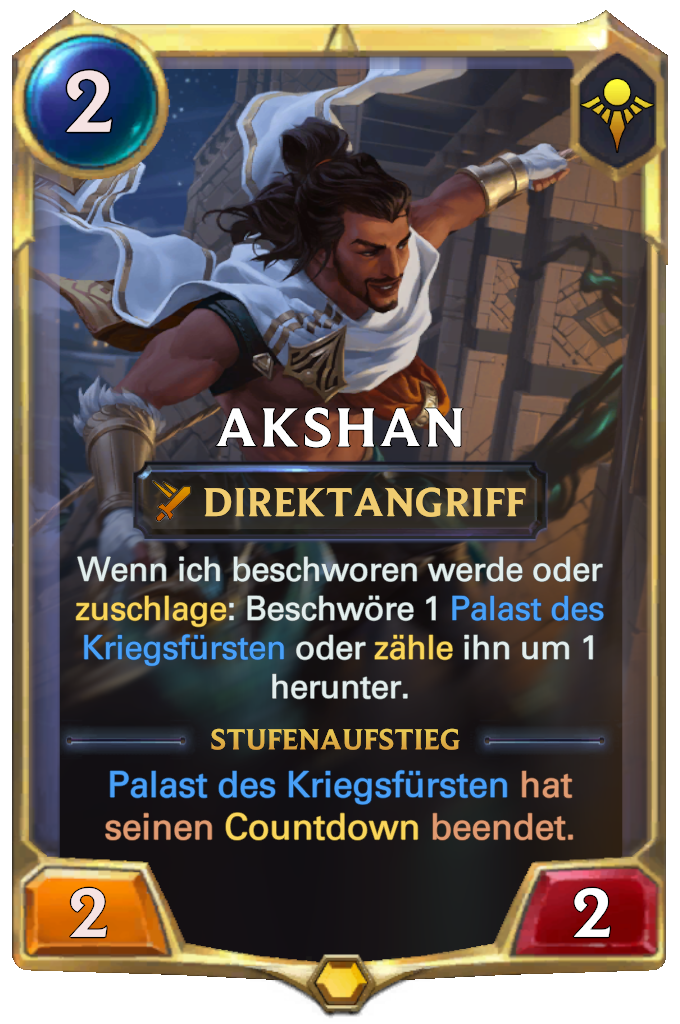 2
AKSHAN
DIREKTANGRIFF
Wenn ich beschworen werde oder
zuschlage: Beschwöre 1 Palast des
Kriegsfürsten oder zähle ihn um 1
herunter.
STUFENAUFSTIEG
Palast des Kriegsfürsten hat
seinen Countdown beendet.
2 2